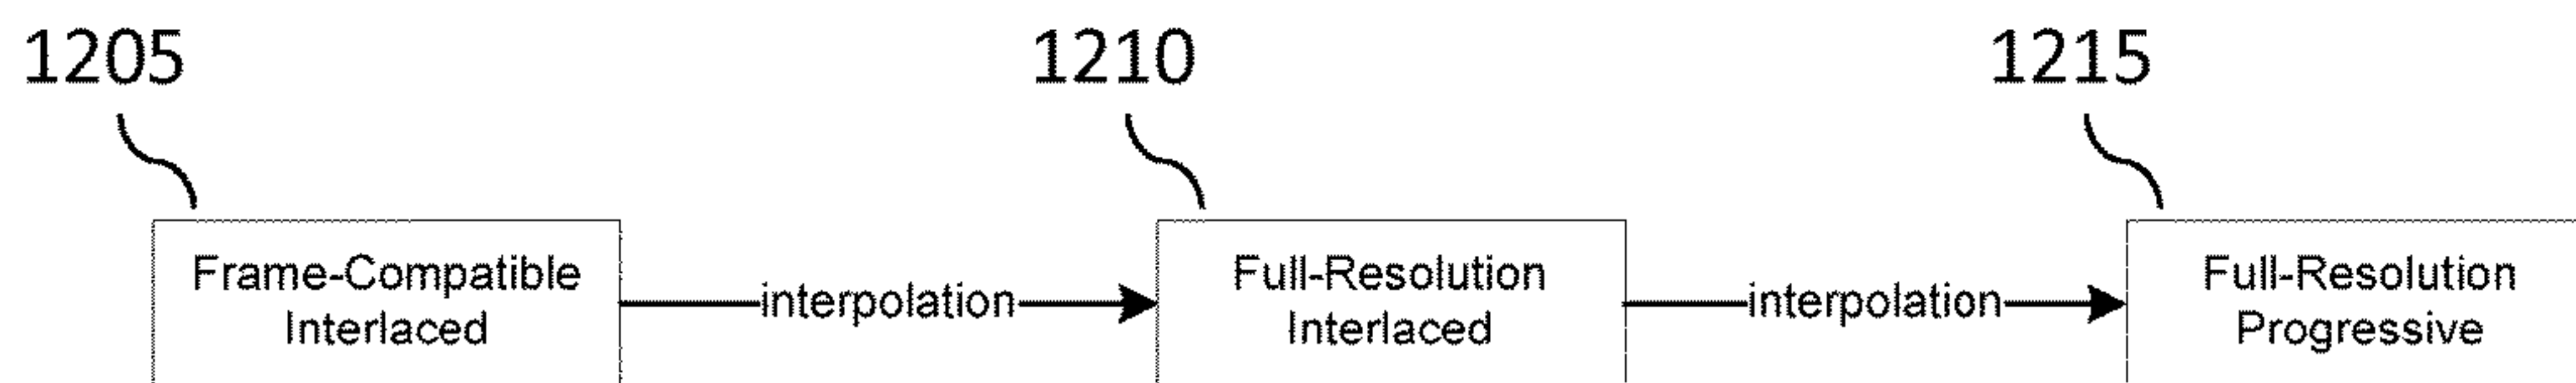 1205
1210
1215
Frame-Compatible
Interlaced
interpolation
Full-Resolution
Interlaced
interpolation
Full-Resolution
Progressive